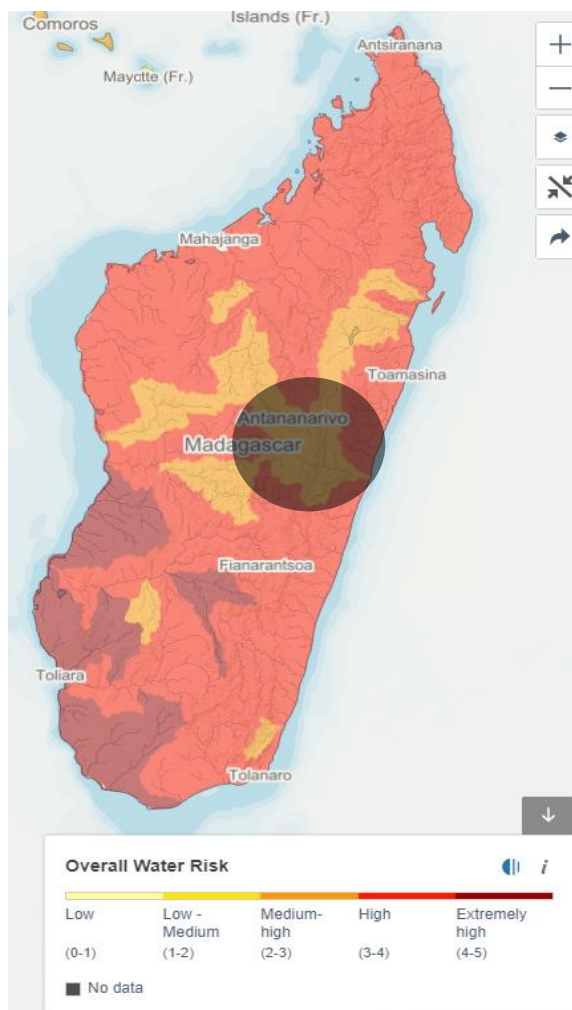 Comoros
Islands (Fr.)
Antsiranana
Mayotte (Fr.)
Mahajanga
Toamasina
Antananarivo
Madagascar
Fianarantsoa
Toliara
Tolanaro
Overall Water Risk
i
Low
(0-1)
Low -
Medium
(1-2)
Medium-
high
(2-3)
High
(3-4)
Extremely
high
(4-5)
No data